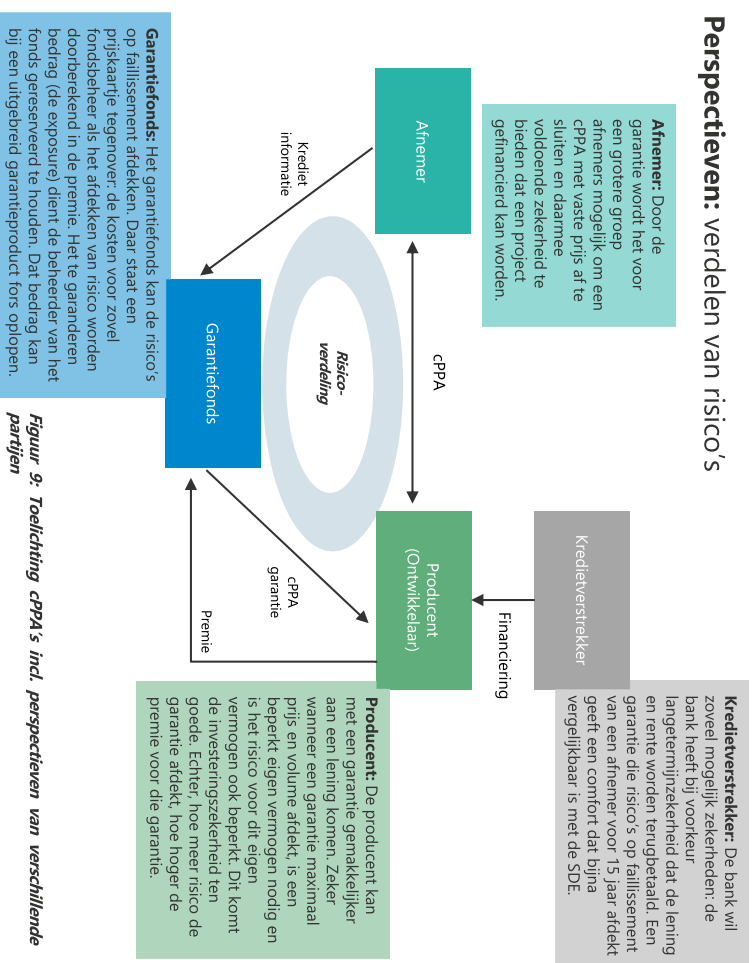 Perspectieven: verdelen van risico's
Afnemer: Door de
garantie wordt het voor
een grotere groep
afnemers mogelijk om een
cPPA met vaste prijs af te
sluiten en daarmee
voldoende zekerheid te
bieden dat een project
gefinancierd kan worden.
Kredietverstrekker: De bank wil
zoveel mogelijk zekerheden: de
bank heeft bij voorkeur
langetermijnzekerheid dat de lening
en rente worden terugbetaald. Een
garantie die risico's op faillissement
van een afnemer voor 15 jaar afdekt
geeft een comfort dat bijna
vergelijkbaar is met de SDE.
Kredietverstrekker
Financiering
Afnemer
cPPA
Producent
(Ontwikkelaar)
Krediet
informatie
Risico-
verdeling
cPPA
garantie
Garantiefonds
Premie
Garantiefonds: Het garantiefonds kan de risico's
op faillissement afdekken. Daar staat een
prijskaartje tegenover: de kosten voor zovel
fondsbeheer als het afdekken van risico worden
doorberekend in de premie. Het te garanderen
bedrag (de exposure) dient de beheerder van het
fonds gereserveerd te houden. Dat bedrag kan
bij een uitgebreid garantieproduct fors oplopen.
Producent: De producent kan
met een garantie gemakkelijker
aan een lening komen. Zeker
wanneer een garantie maximaal
prijs en volume afdekt, is een
beperkt eigen vermogen nodig en
is het risico voor dit eigen
vermogen ook beperkt. Dit komt
de investeringszekerheid ten
goede. Echter, hoe meer risico de
garantie afdekt, hoe hoger de
premie voor die garantie.
Figuur 9: Toelichting cPPA's incl. perspectieven van verschillende
partijen